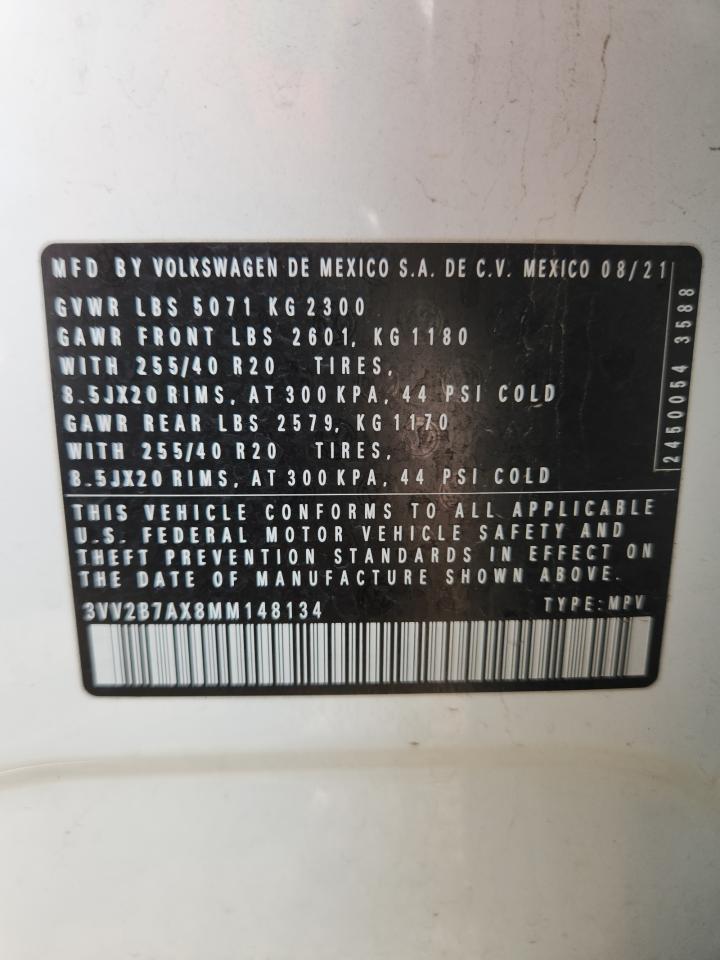 MFD BY VOLKSWAGEN DE MEXICO S.A. DE C.V. MEXICO 08/21
GVWR LBS 5071 KG 2300
GAWR FRONT LBS 2601, KG 1180
WITH 255/40 R20 TIRES,
8.5JX20 RIMS, AT 300 KPA, 44 PSI COLD
GAWR REAR LBS 2579, KG 1170
WITH 255/40 R20 TIRES,
8.5JX20 RIMS, AT 300 KPA, 44 PSI COLD
2450054 3588
THIS VEHICLE CONFORMS TO ALL APPLICABLE
U.S. FEDERAL MOTOR VEHICLE SAFETY AND
THEFT PREVENTION STANDARDS IN EFFECT ON
THE DATE OF MANUFACTURE SHOWN ABOVE.
3VV2B7AX8MM148134 TYPE: MPV